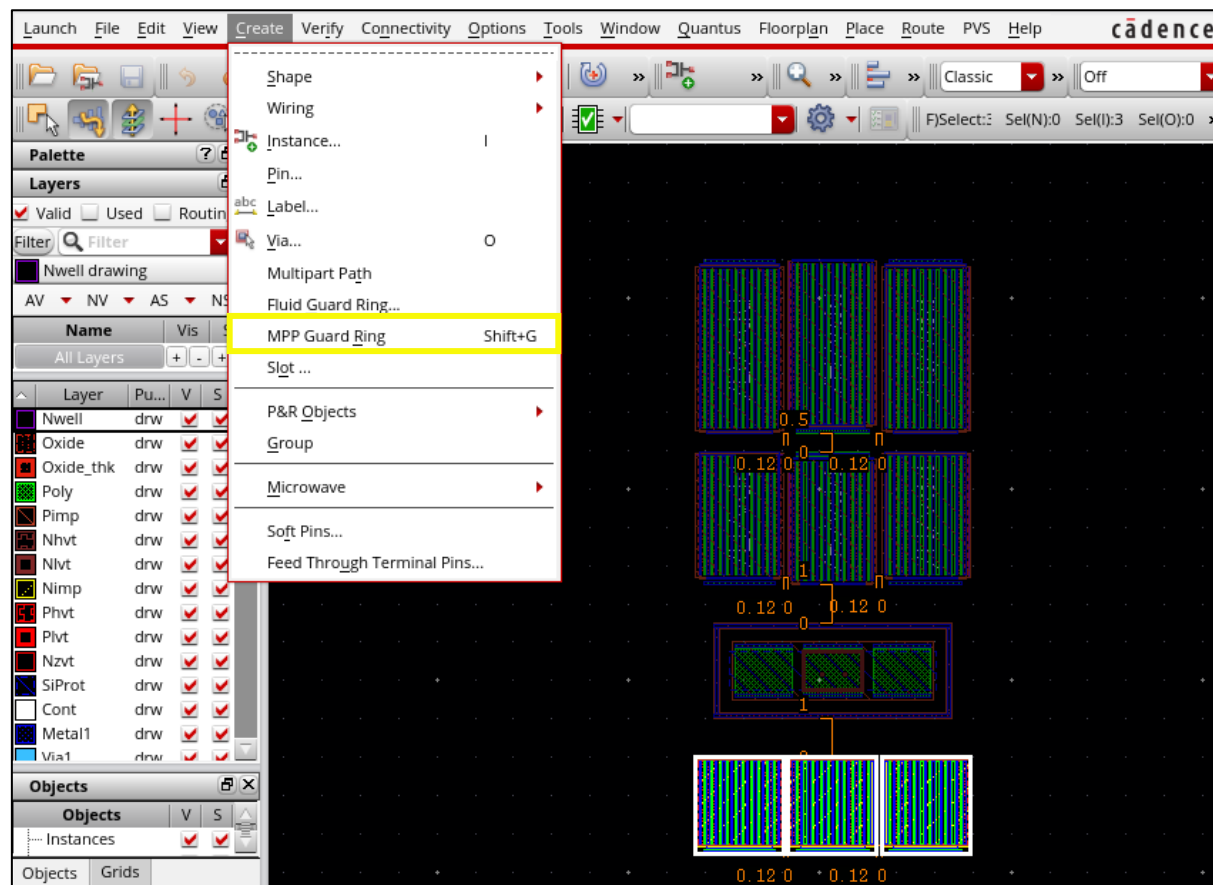 Launch File Edit View Create Verify Connectivity Options Tools Window Quantus Floorplan Place Route PVS Help cādence
Shape
Wiring
Instance... I
Pin...
abc Label...
Via... O
Multipart Path
Fluid Guard Ring...
MPP Guard Ring Shift+G
Slot ...
P&R Objects
Group
Microwave
Soft Pins...
Feed Through Terminal Pins...
» » » Classic » Off
F)Select: Sel(N):0 Sel(I):3 Sel(O):0 »
Palette ?
Layers
Valid Used Routin
Filter Filter
Nwell drawing
AV NV AS NS
Name Vis
All Layers + - +
Layer Pu... V S
Nwell drw
Oxide drw
Oxide_thk drw
Poly drw
Pimp drw
Nhvt drw
Nlvt drw
Nimp drw
Phvt drw
Plvt drw
Nzvt drw
SiProt drw
Cont drw
Metal1 drw
Via1 drw
Objects
Objects V S
Instances
Objects Grids
0.5
0
0.12 0 0.12 0
1
0.12 0 0.12 0
0
1
0.12 0 0.12 0